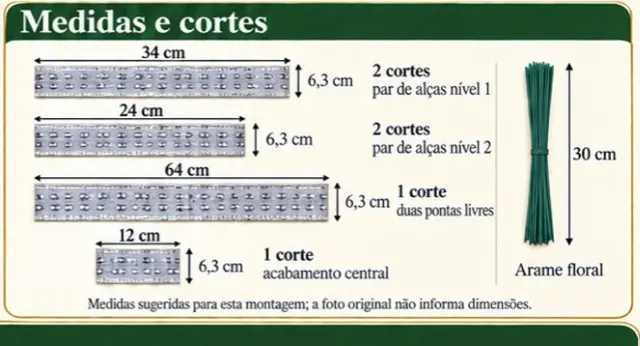 Medidas e cortes
34 cm
6,3 cm
2 cortes
par de alças nível 1
24 cm
6,3 cm
2 cortes
par de alças nível 2
64 cm
6,3 cm
1 corte
duas pontas livres
12 cm
6,3 cm
1 corte
acabamento central
30 cm
Arame floral
Medidas sugeridas para esta montagem; a foto original não informa dimensões.